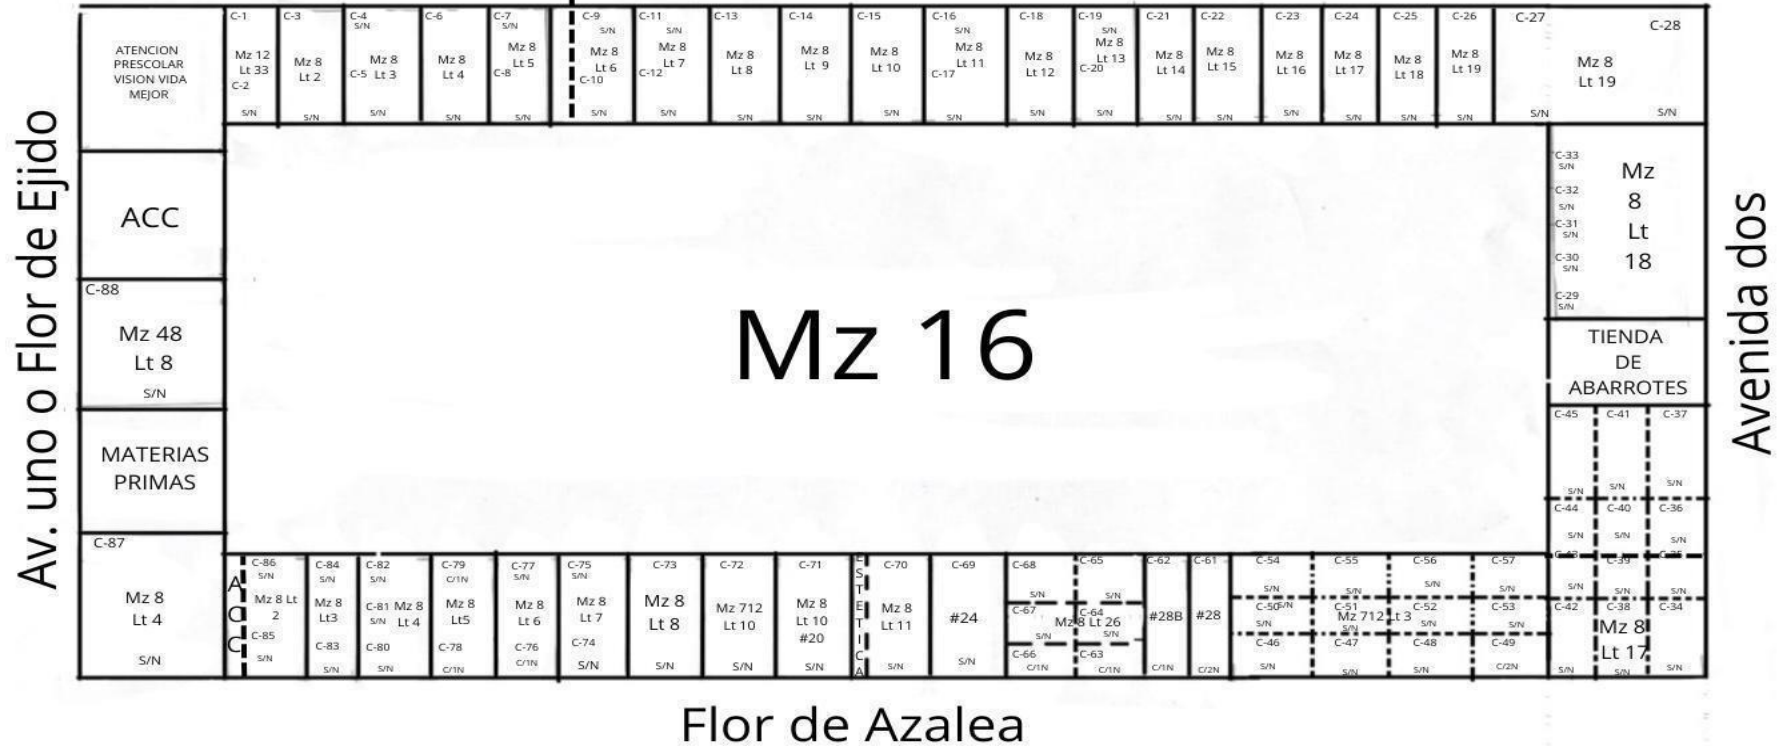 ATENCION
PRESCOLAR
VISION VIDA
MEJOR
C-1
Mz 12
Lt 33
C-2
S/N
C-3
Mz 8
Lt 2
S/N
C-4
S/N
Mz 8
C-5 Lt 3
S/N
C-6
Mz 8
Lt 4
S/N
C-7
S/N
Mz 8
Lt 5
C-8
S/N
C-9
S/N
Mz 8
Lt 6
C-10
S/N
C-11
S/N
Mz 8
Lt 7
C-12
S/N
C-13
Mz 8
Lt 8
S/N
C-14
Mz 8
Lt 9
S/N
C-15
Mz 8
Lt 10
S/N
C-16
S/N
Mz 8
Lt 11
C-17
S/N
C-18
Mz 8
Lt 12
S/N
C-19
S/N
Mz 8
Lt 13
C-20
S/N
C-21
Mz 8
Lt 14
S/N
C-22
Mz 8
Lt 15
S/N
C-23
Mz 8
Lt 16
S/N
C-24
Mz 8
Lt 17
S/N
C-25
Mz 8
Lt 18
S/N
C-26
Mz 8
Lt 19
S/N
C-27
S/N
C-28
Mz 8
Lt 19
S/N
Av. uno o Flor de Ejido
ACC
C-88
Mz 48
Lt 8
S/N
MATERIAS
PRIMAS
C-87
Mz 8
Lt 4
S/N
Mz 16
C-33
S/N
C-32
S/N
C-31
S/N
C-30
S/N
C-29
S/N
Mz
8
Lt
18
TIENDA
DE
ABARROTES
Avenida dos
C-45
S/N
C-41
S/N
C-37
S/N
C-44
S/N
C-40
S/N
C-36
S/N
C-43
S/N
C-39
C-35
S/N
C-42
S/N
C-38
Mz 8
Lt 17
S/N
C-34
S/N
ACC
C-86
S/N
Mz 8 Lt
2
C-85
S/N
C-84
S/N
Mz 8
Lt3
C-83
S/N
C-82
S/N
C-81 Mz 8
Lt 4
C-80
S/N
C-79
C/1N
Mz 8
Lt5
C-78
C/1N
C-77
S/N
Mz 8
Lt 6
C-76
C/1N
C-75
S/N
Mz 8
Lt 7
C-74
S/N
C-73
Mz 8
Lt 8
S/N
C-72
Mz 712
Lt 10
S/N
C-71
Mz 8
Lt 10
#20
S/N
ESTETICA
C-70
Mz 8
Lt 11
S/N
C-69
#24
S/N
C-68
S/N
C-65
S/N
C-67
S/N
C-64
S/N
Mz 8 Lt 26
C-66
C/1N
C-63
C/1N
C-62
#28B
C/1N
C-61
#28
C/2N
C-54
S/N
C-55
S/N
C-56
S/N
C-57
S/N
C-50
S/N
S/N
C-51
S/N
C-52
S/N
C-53
S/N
Mz 712 Lt 3
C-46
S/N
C-47
S/N
C-48
S/N
C-49
C/2N
Flor de Azalea